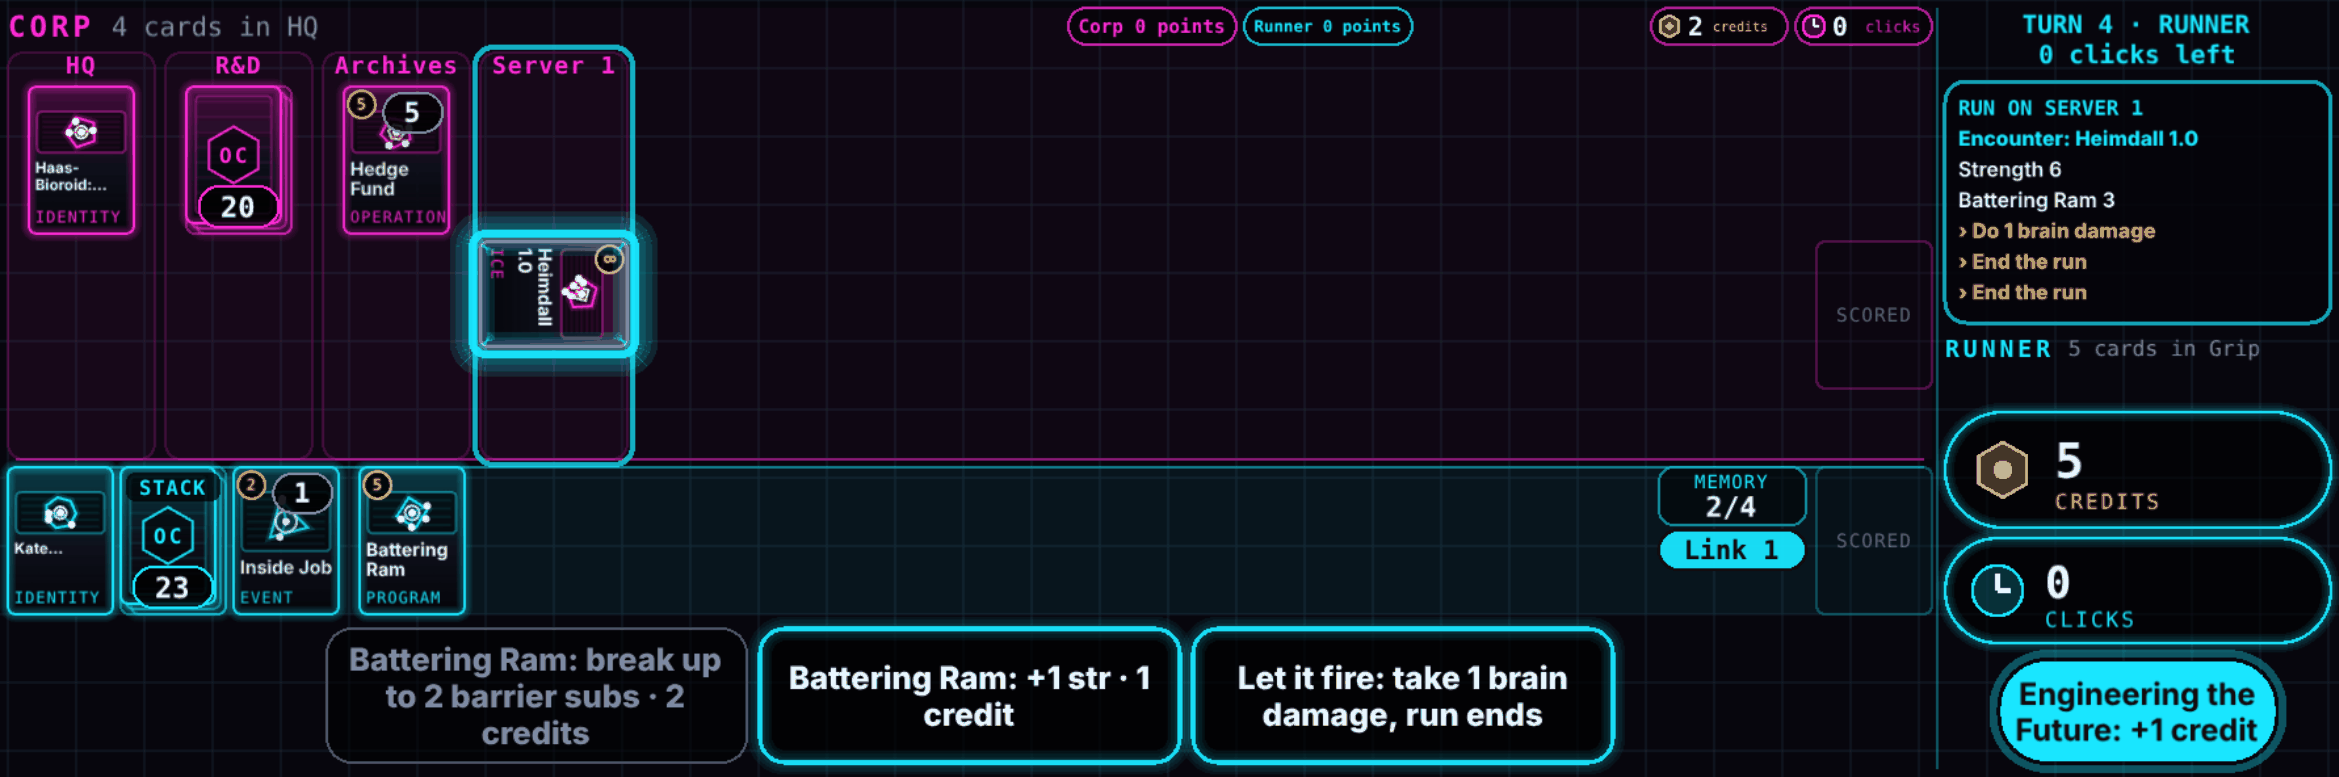 CORP 4 cards in HQ
Corp 0 points
Runner 0 points
2 credits
0 clicks
TURN 4 · RUNNER
0 clicks left
HQ
R&D
Archives
Server 1
Haas-
Bioroid:...
IDENTITY
OC
20
5
5
Hedge
Fund
OPERATION
Heimdall
1.0
ICE
8
SCORED
RUN ON SERVER 1
Encounter: Heimdall 1.0
Strength 6
Battering Ram 3
› Do 1 brain damage
› End the run
› End the run
RUNNER 5 cards in Grip
5
CREDITS
0
CLICKS
Kate...
IDENTITY
STACK
OC
23
2
1
Inside Job
EVENT
5
Battering
Ram
PROGRAM
MEMORY
2/4
Link 1
SCORED
Battering Ram: break up
to 2 barrier subs · 2
credits
Battering Ram: +1 str · 1
credit
Let it fire: take 1 brain
damage, run ends
Engineering the
Future: +1 credit